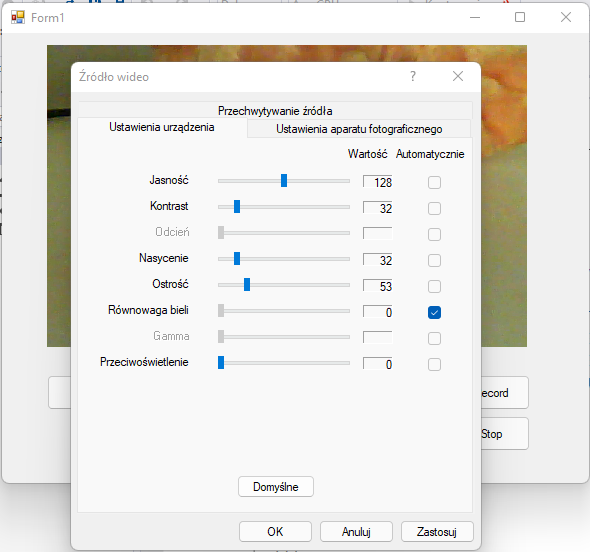 Form1
Źródło wideo
?
Przechwytywanie źródła
Ustawienia urządzenia
Ustawienia aparatu fotograficznego
Wartość Automatycznie
Jasność 128
Kontrast 32
Odcień
Nasycenie 32
Ostrość 53
Równowaga bieli 0
Gamma
Przeciwoświetlenie 0
ecord
Stop
Domyślne
OK Anuluj Zastosuj